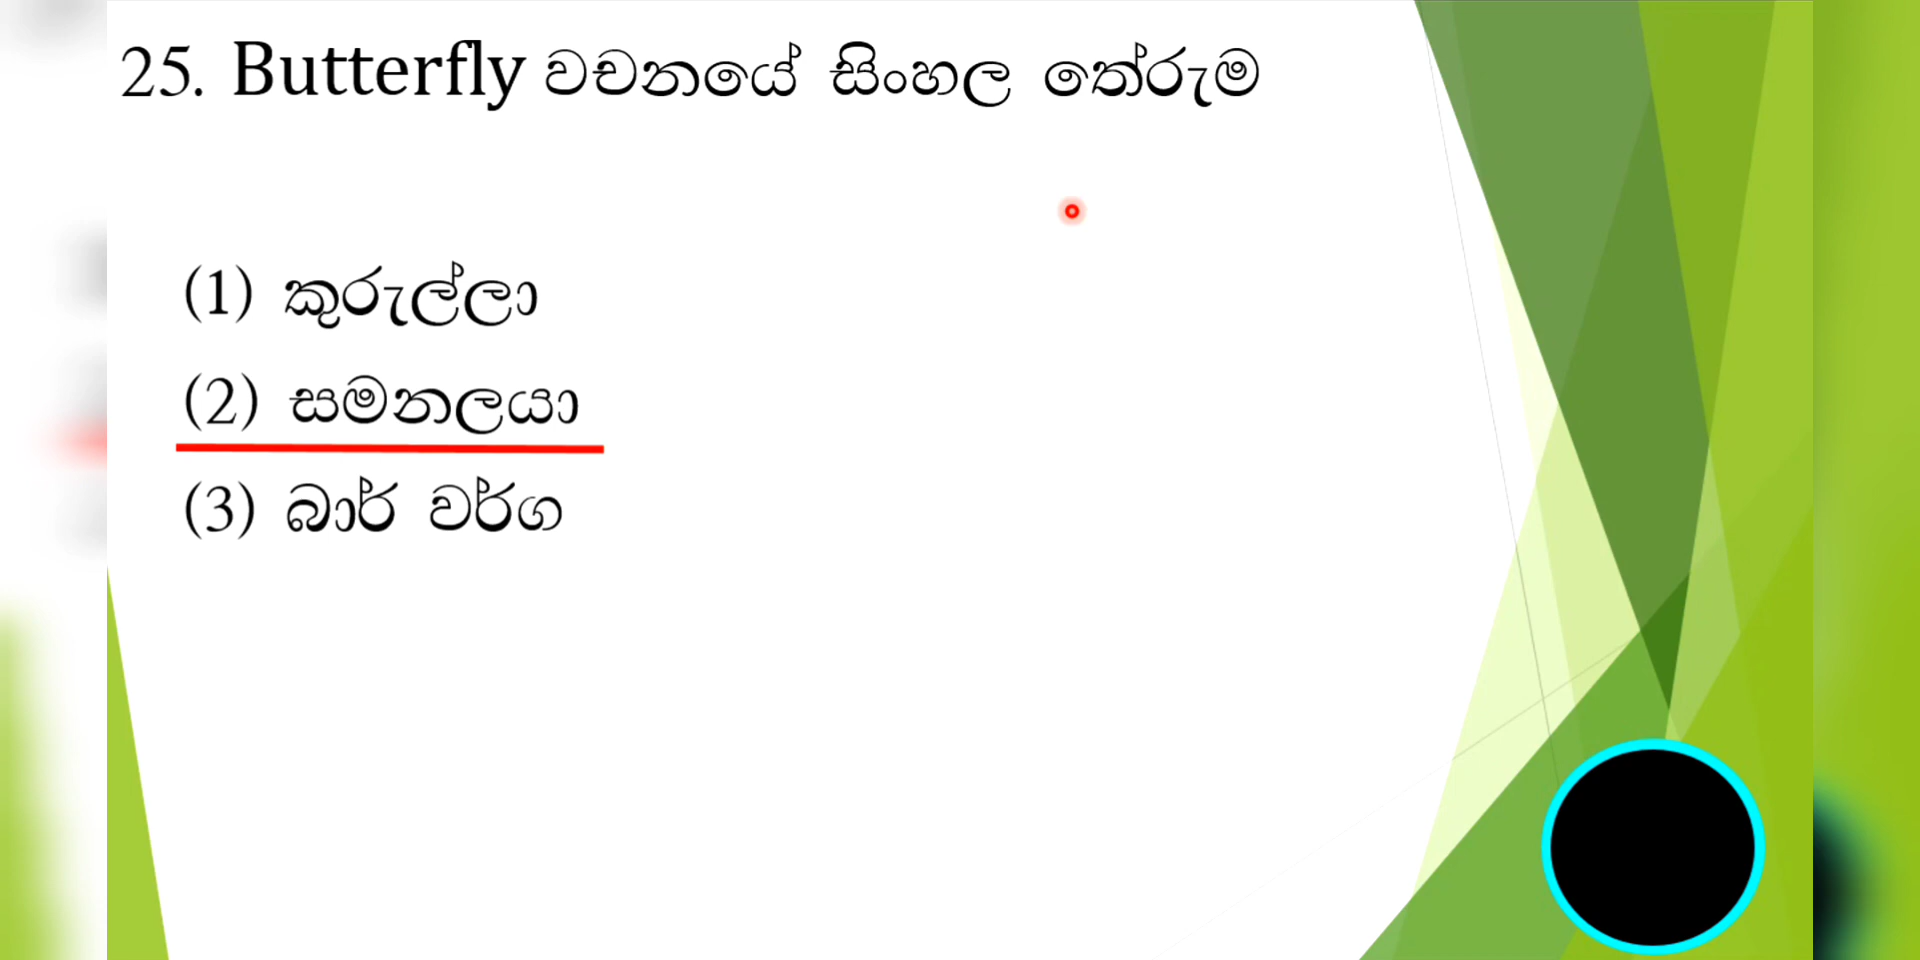 25. Butterfly වචනයේ සිංහල තේරුම
(1) කුරුල්ලා
(2) සමනලයා
(3) බාර් වර්ග